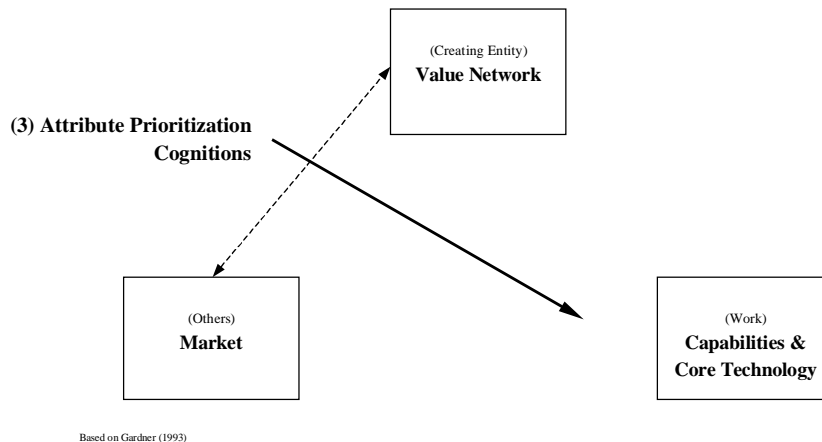 (Creating Entity)
Value Network
(3) Attribute Prioritization
Cognitions
(Others)
Market
(Work)
Capabilities &
Core Technology
Based on Gardner (1993)